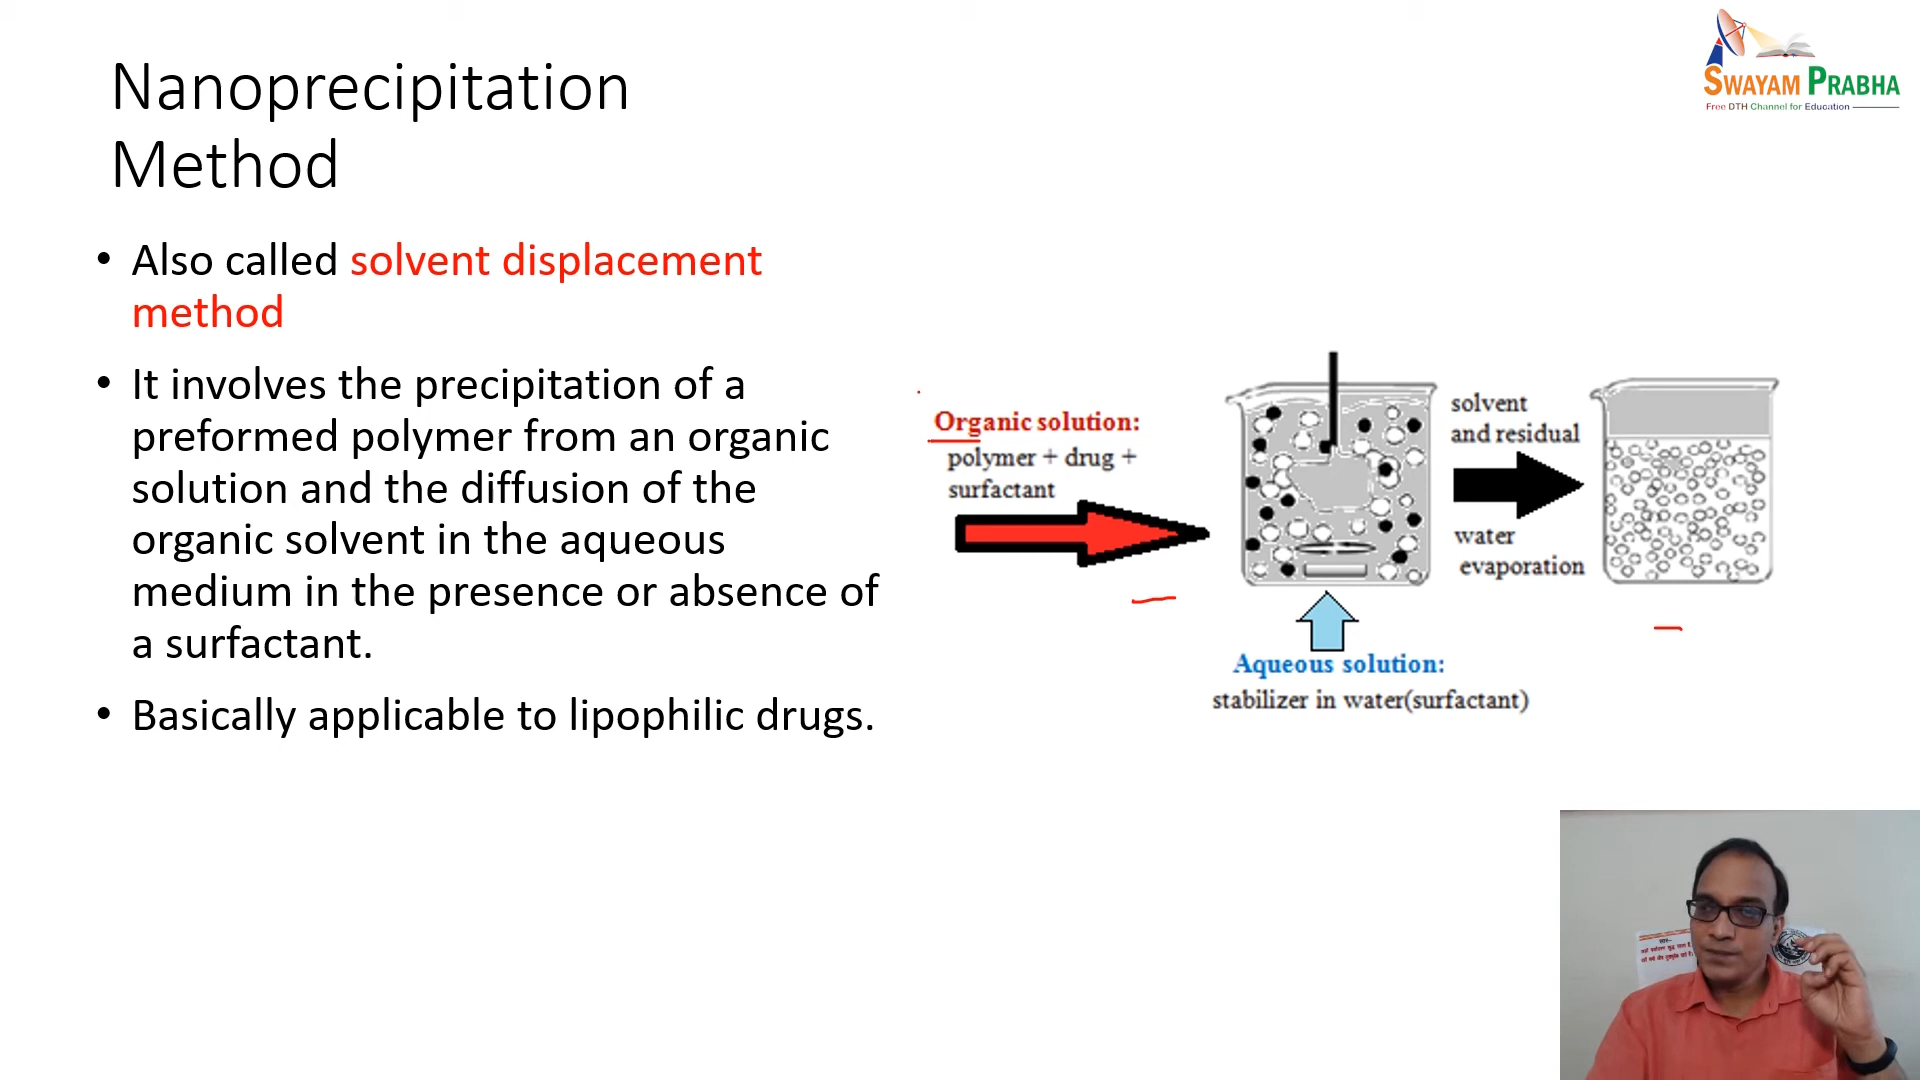 Nanoprecipitation
Method
SWAYAM PRABHA
Free DTH Channel for Education
• Also called solvent displacement
method
• It involves the precipitation of a
preformed polymer from an organic
solution and the diffusion of the
organic solvent in the aqueous
medium in the presence or absence of
a surfactant.
• Basically applicable to lipophilic drugs.
Organic solution:
polymer + drug +
surfactant
solvent
and residual
water
evaporation
Aqueous solution:
stabilizer in water(surfactant)